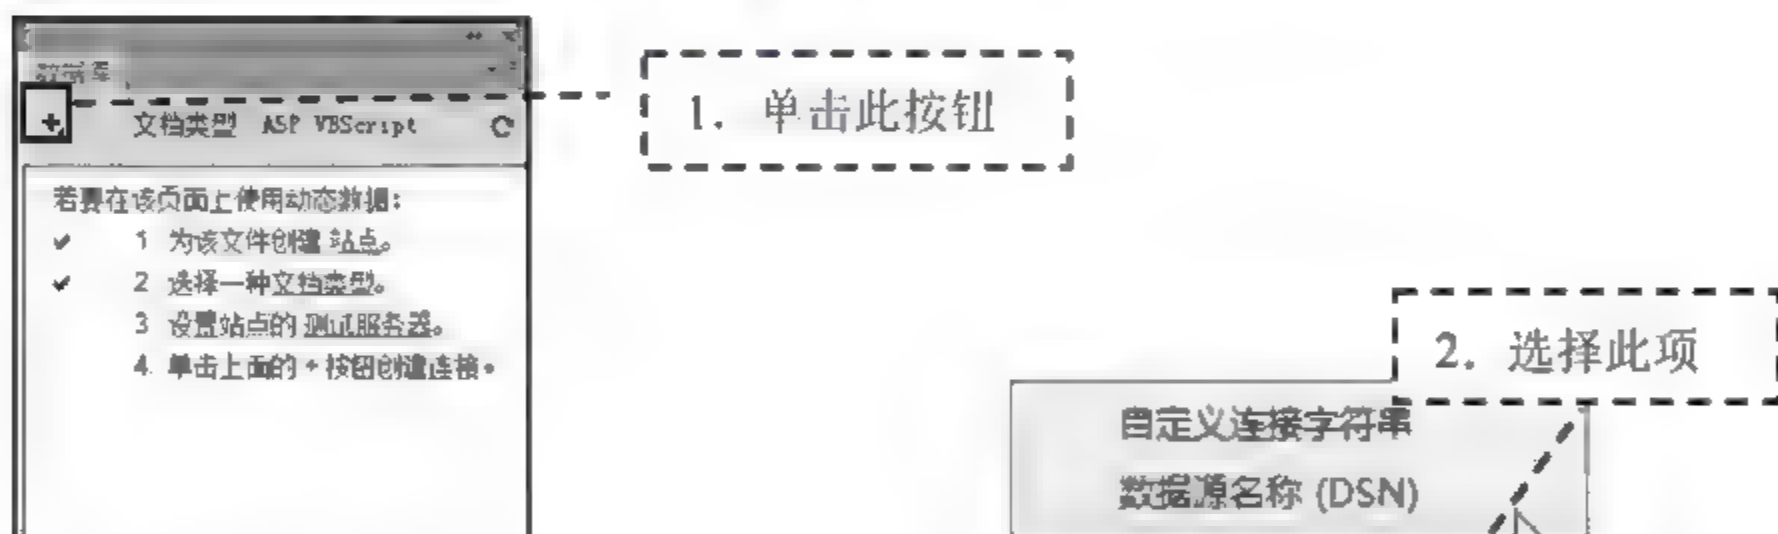 数据库
1. 单击此按钮
文档类型 ASP VBScript
若要在该页面上使用动态数据：
1 为该文件创建 站点。
2 选择一种文档类型。
3 设置站点的 测试服务器。
4. 单击上面的 + 按钮创建连接。
2. 选择此项
自定义连接字符串
数据源名称 (DSN)